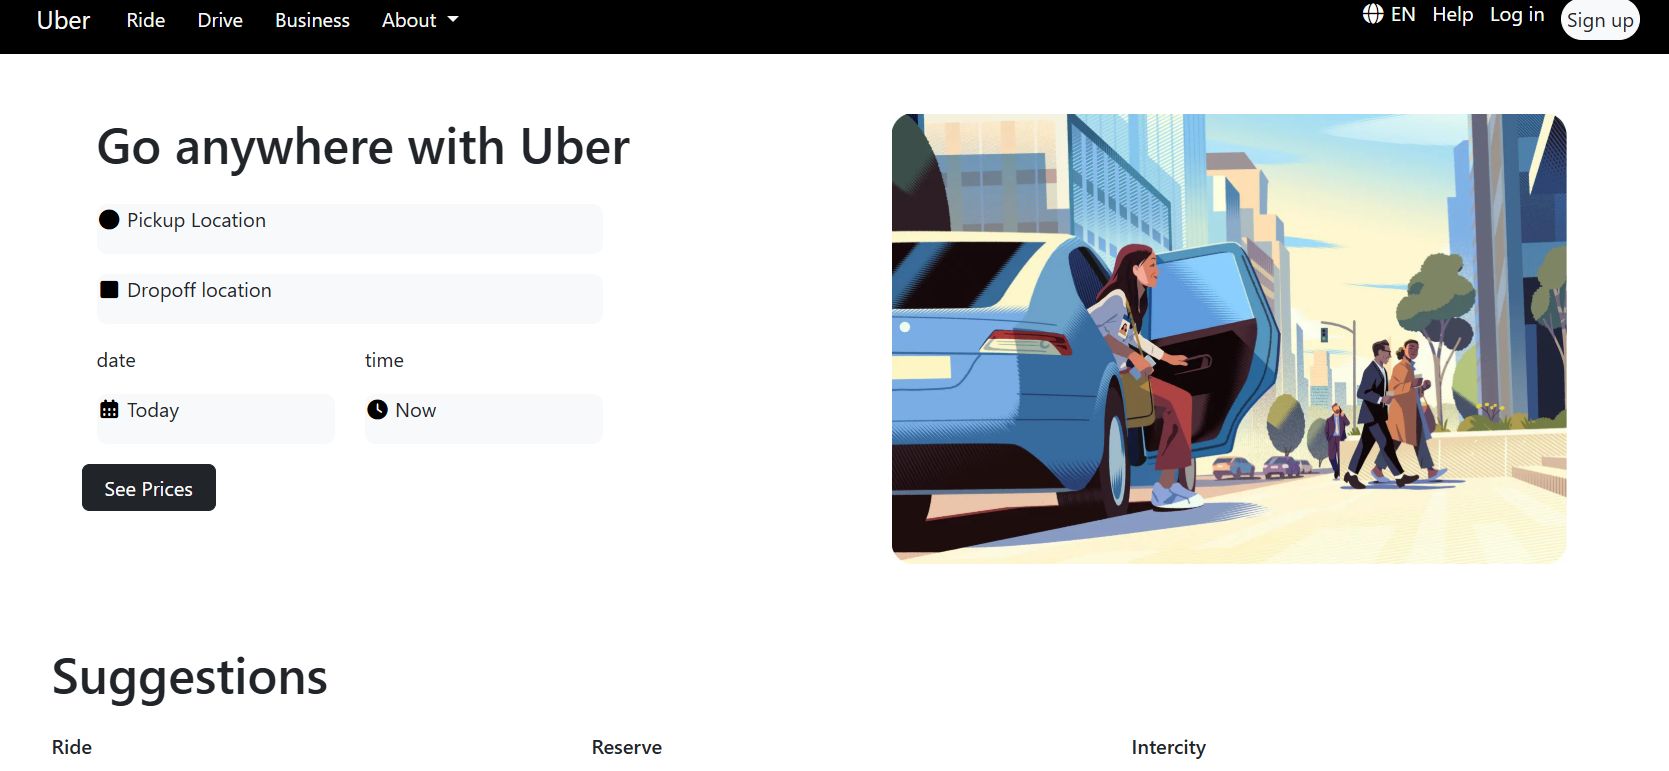 Uber Ride Drive Business About EN Help Log in Sign up
Go anywhere with Uber
Pickup Location
Dropoff location
date time
Today Now
See Prices
Suggestions
Ride Reserve Intercity